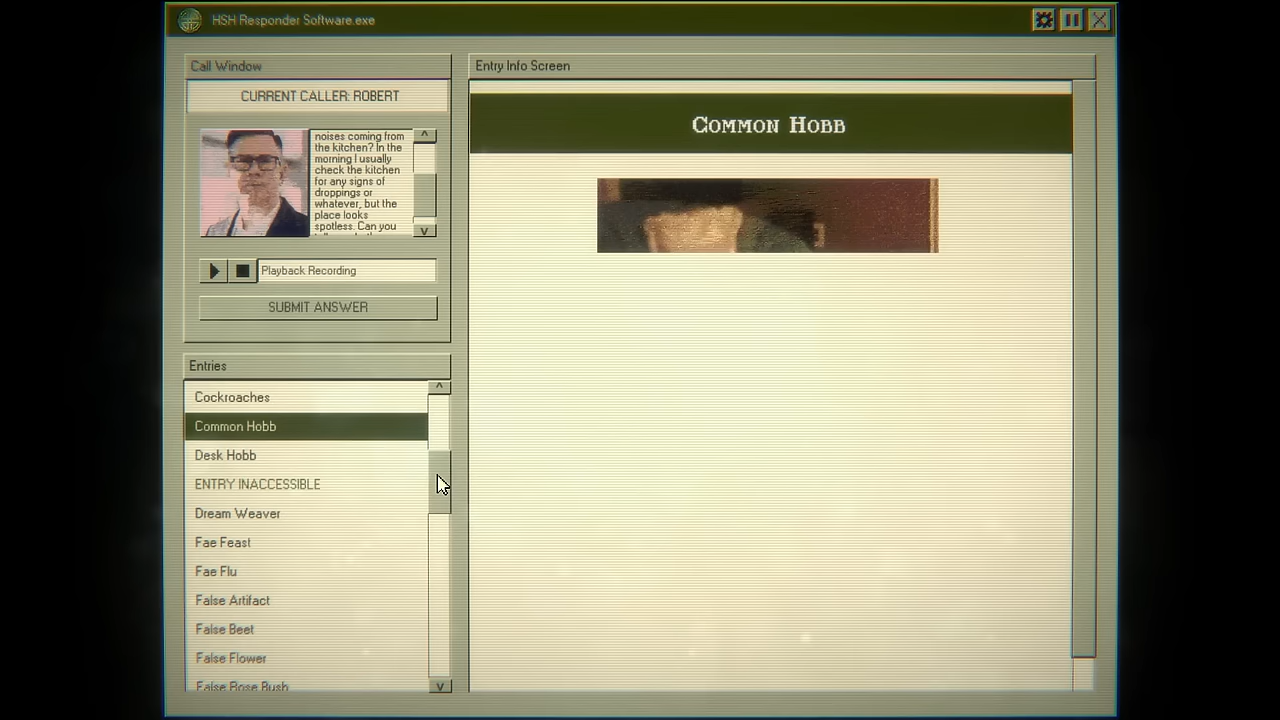 HSH Responder Software.exe
Call Window
CURRENT CALLER: ROBERT
noises coming from
the kitchen? In the
morning I usually
check the kitchen
for any signs of
droppings or
whatever, but the
place looks
spotless. Can you
Playback Recording
SUBMIT ANSWER
Entries
Cockroaches
Common Hobb
Desk Hobb
ENTRY INACCESSIBLE
Dream Weaver
Fae Feast
Fae Flu
False Artifact
False Beet
False Flower
False Rose Bush
Entry Info Screen
Common Hobb